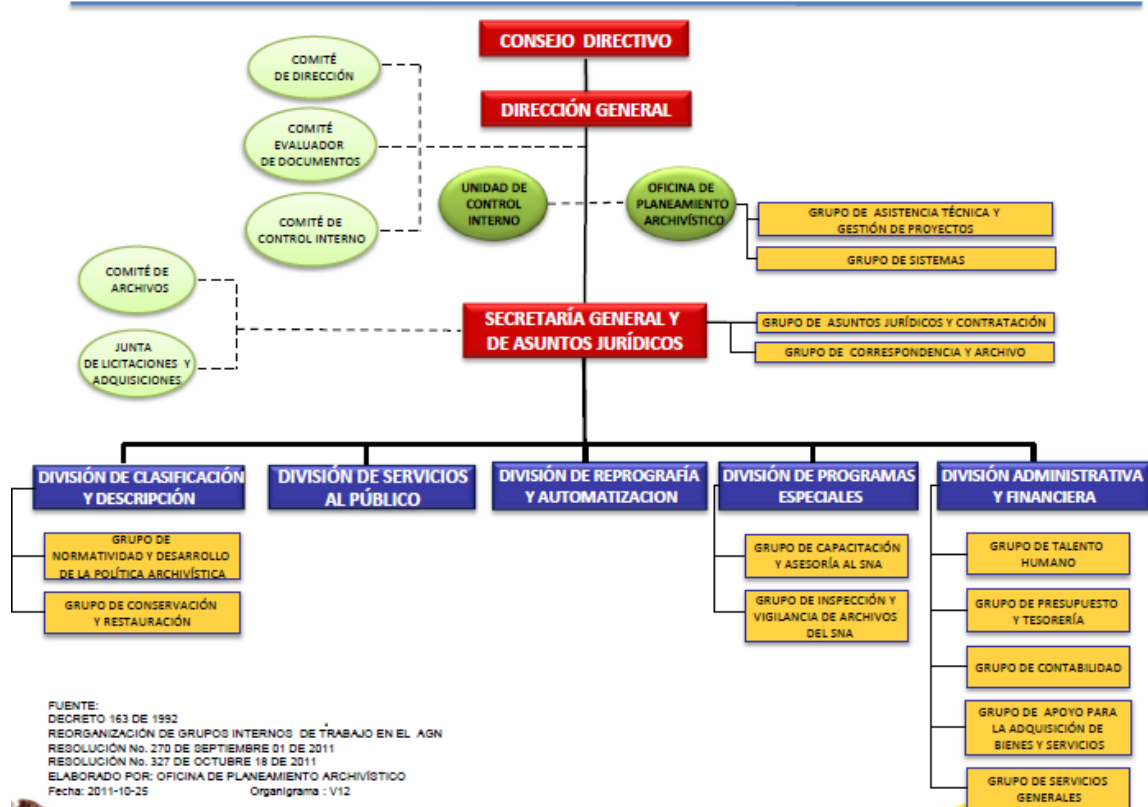 CONSEJO DIRECTIVO
COMITÉ
DE DIRECCIÓN
DIRECCIÓN GENERAL
COMITÉ
EVALUADOR
DE DOCUMENTOS
UNIDAD DE
CONTROL
INTERNO
OFICINA DE
PLANEAMIENTO
ARCHIVÍSTICO
COMITÉ DE
CONTROL INTERNO
GRUPO DE ASISTENCIA TÉCNICA Y
GESTIÓN DE PROYECTOS
GRUPO DE SISTEMAS
COMITÉ DE
ARCHIVOS
SECRETARÍA GENERAL Y
DE ASUNTOS JURÍDICOS
GRUPO DE ASUNTOS JURÍDICOS Y CONTRATACIÓN
GRUPO DE CORRESPONDENCIA Y ARCHIVO
JUNTA
DE LICITACIONES Y
ADQUISICIONES
DIVISIÓN DE CLASIFICACIÓN
Y DESCRIPCIÓN
DIVISIÓN DE SERVICIOS
AL PÚBLICO
DIVISIÓN DE REPROGRAFÍA
Y AUTOMATIZACION
DIVISIÓN DE PROGRAMAS
ESPECIALES
DIVISIÓN ADMINISTRATIVA
Y FINANCIERA
GRUPO DE
NORMATIVIDAD Y DESARROLLO
DE LA POLÍTICA ARCHIVÍSTICA
GRUPO DE CONSERVACIÓN
Y RESTAURACIÓN
GRUPO DE CAPACITACIÓN
Y ASESORÍA AL SNA
GRUPO DE INSPECCIÓN Y
VIGILANCIA DE ARCHIVOS
DEL SNA
GRUPO DE TALENTO
HUMANO
GRUPO DE PRESUPUESTO
Y TESORERÍA
GRUPO DE CONTABILIDAD
GRUPO DE APOYO PARA
LA ADQUISICIÓN DE
BIENES Y SERVICIOS
GRUPO DE SERVICIOS
GENERALES
FUENTE:
DECRETO 163 DE 1992
REORGANIZACIÓN DE GRUPOS INTERNOS DE TRABAJO EN EL AGN
RESOLUCIÓN No. 270 DE SEPTIEMBRE 01 DE 2011
RESOLUCIÓN No. 327 DE OCTUBRE 18 DE 2011
ELABORADO POR: OFICINA DE PLANEAMIENTO ARCHIVÍSTICO
Fecha: 2011-10-25 Organigrama : V12